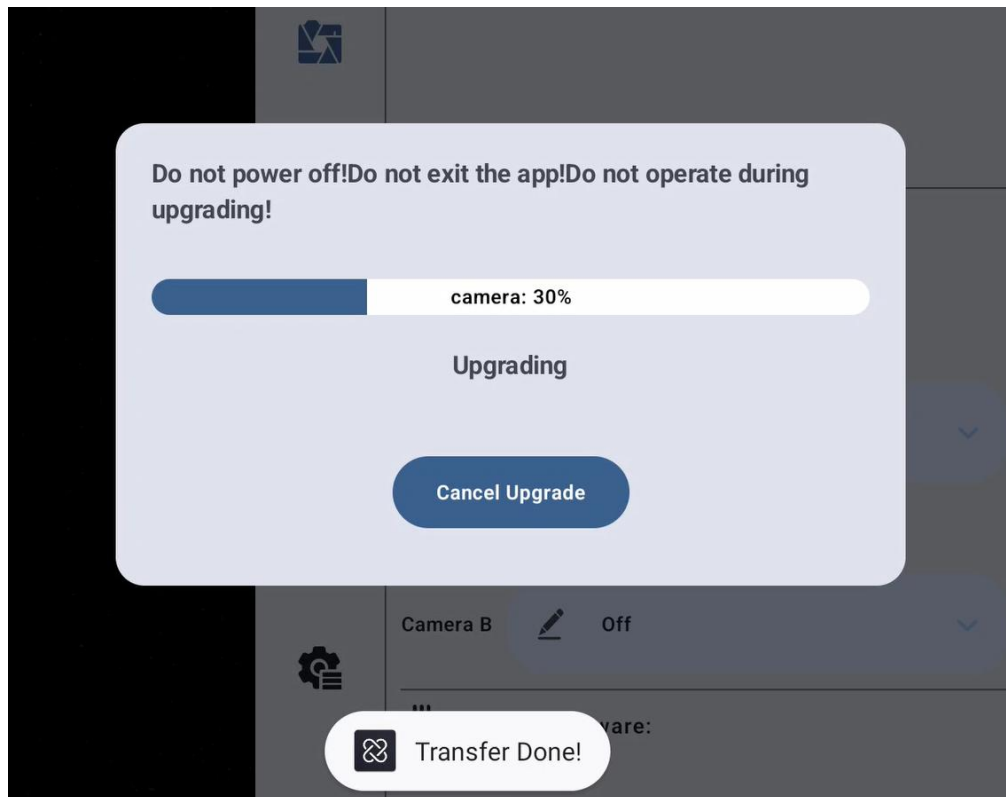 Do not power off!Do not exit the app!Do not operate during
upgrading!
camera: 30%
Upgrading
Cancel Upgrade
Camera B
Off
Transfer Done!